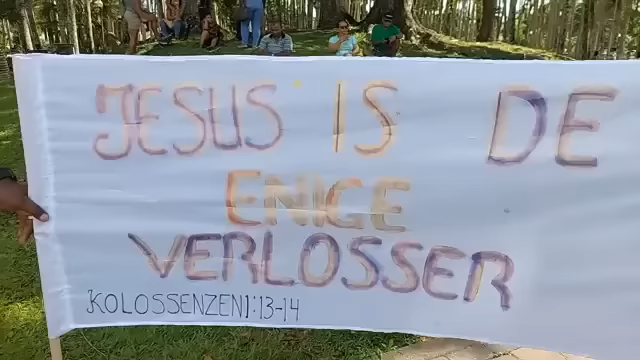 JESUS IS DE
ENIGE
VERLOSSER
KOLOSSENZEN 1:13-14